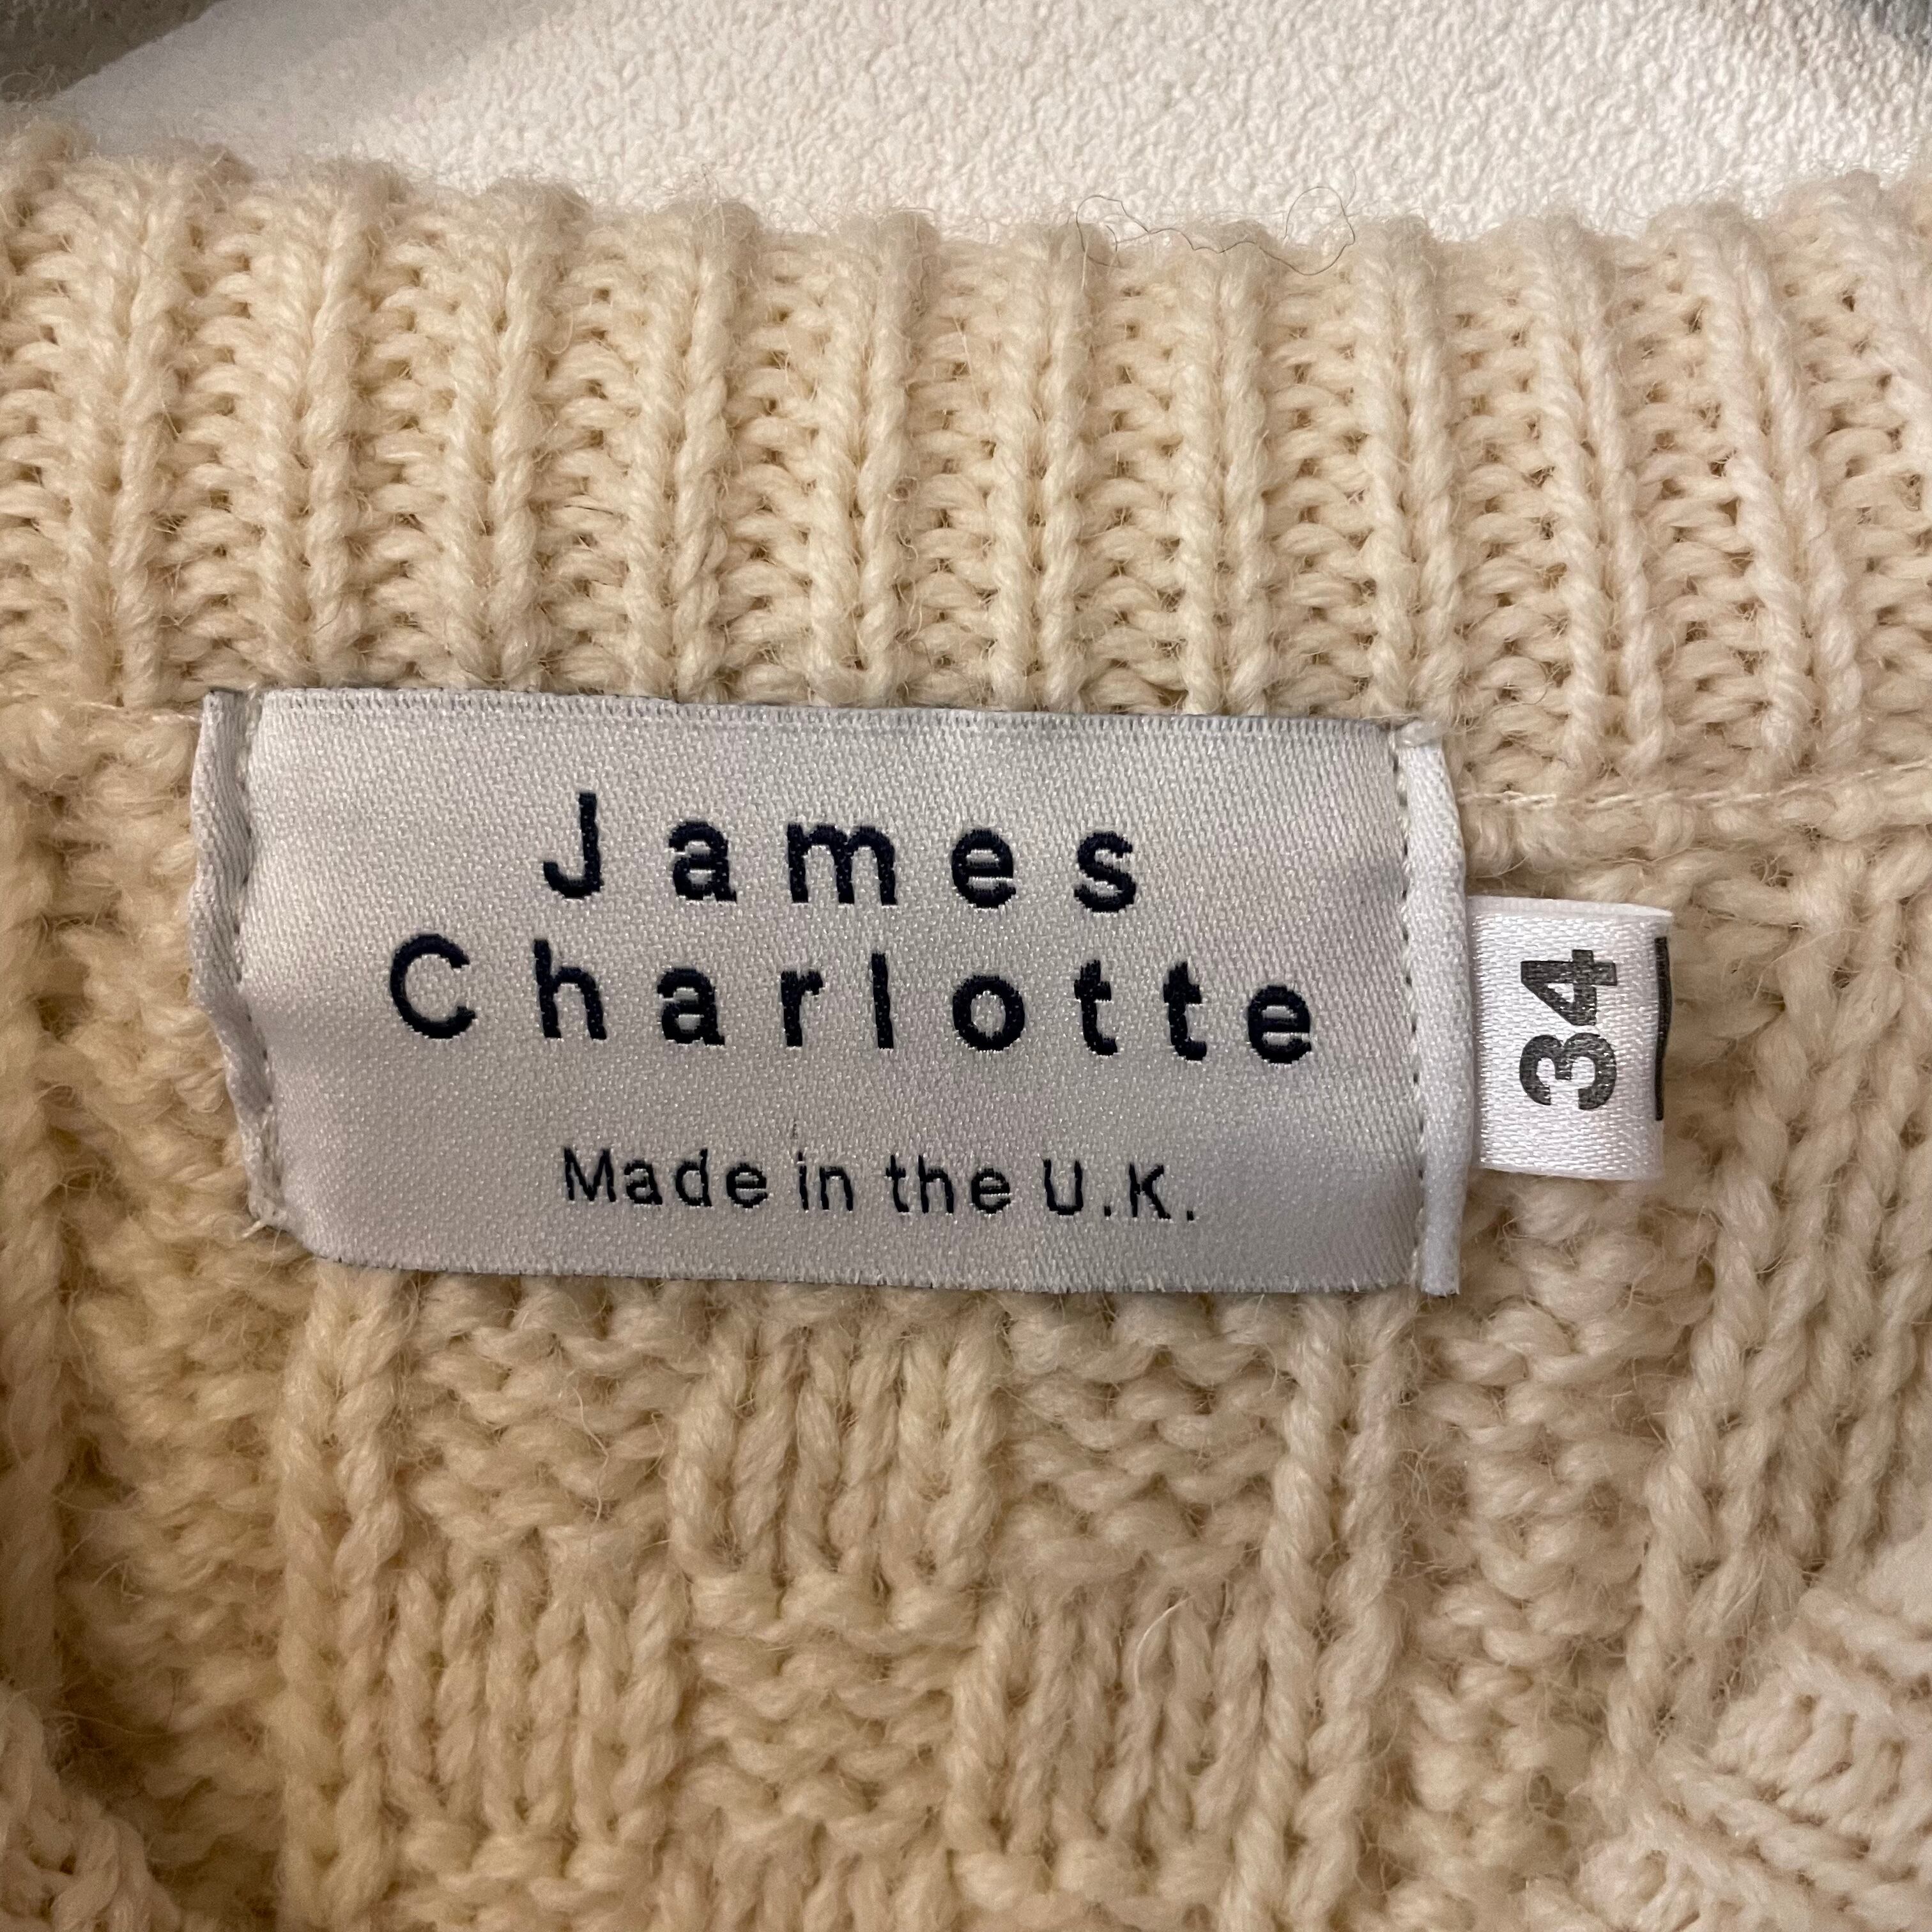 James
Charlotte
Made in the U.K.
34